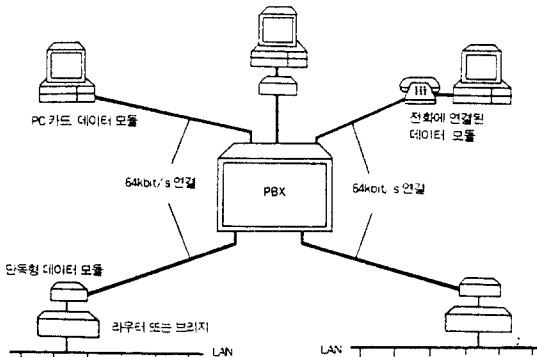 PC 카드 데이터 모듈
전화에 연결된
데이터 모듈
64kbit/s 연결
PBX
64kbit, s 연결
단독형 데이터 모듈
라우터 또는 브리지
LAN
LAN